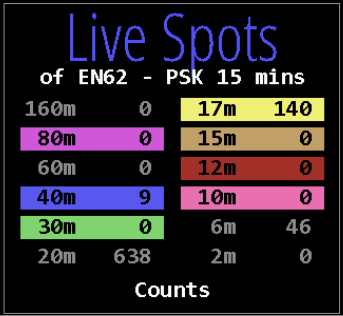 Live Spots
of EN62 - PSK 15 mins
160m 0 17m 140
80m 0 15m 0
60m 0 12m 0
40m 9 10m 0
30m 0 6m 46
20m 638 2m 0
Counts